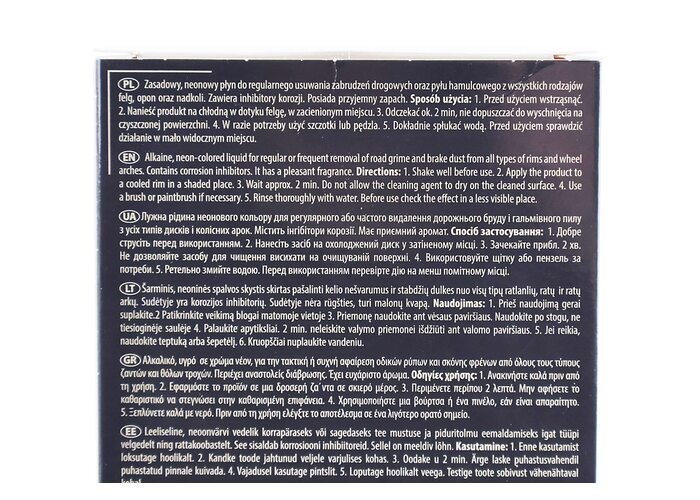 PL Zasadowy, neonowy płyn do regularnego usuwania zabrudzeń drogowych oraz pyłu hamulcowego z wszystkich rodzajów
felg, opon oraz nadkoli. Zawiera inhibitory korozji. Posiada przyjemny zapach. Sposób użycia: 1. Przed użyciem wstrząsnąć.
2. Nanieść produkt na chłodną w dotyku felgę, w zacienionym miejscu. 3. Odczekać ok. 2 min, nie dopuszczać do wyschnięcia na
czyszczonej powierzchni. 4. W razie potrzeby użyć szczotki lub pędzla. 5. Dokładnie spłukać wodą. Przed użyciem sprawdzić
działanie w mało widocznym miejscu.
EN Alkaine, neon-colored liquid for regular or frequent removal of road grime and brake dust from all types of rims and wheel
arches. Contains corrosion inhibitors. It has a pleasant fragrance. Directions: 1. Shake well before use. 2. Apply the product to
a cooled rim in a shaded place. 3. Wait approx. 2 min. Do not allow the cleaning agent to dry on the cleaned surface. 4. Use
a brush or paintbrush if necessary. 5. Rinse thoroughly with water. Before use check the effect in a less visible place.
UA Лужна рідина неонового кольору для регулярного або частого видалення дорожнього бруду і гальмівного пилу
з усіх типів дисків і колісних арок. Містить інгібітори корозії. Має приємний аромат. Спосіб застосування: 1. Добре
струсіть перед використанням. 2. Нанесіть засіб на охолоджений диск у затіненому місці. 3. Зачекайте прибл. 2 хв.
Не дозволяйте засобу для чищення висихати на очищуваній поверхні. 4. Використовуйте щітку або пензель за
потреби. 5. Ретельно змийте водою. Перед використанням перевірте дію на менш помітному місці.
LT Šarminis, neoninės spalvos skystis skirtas pašalinti kelio nešvarumus ir stabdžių dulkes nuo visų tipų ratlanlių, ratų ir ratų
arkų. Sudėtyje yra korozijos inhibitorių. Sudėtyje nėra rūgšties, turi malonų kvapą. Naudojimas: 1. Prieš naudojimą gerai
suplakite.2 Patikrinkite veikimą blogai matomoje vietoje 3. Priemonę naudokite ant vėsaus paviršiaus. Naudokite po stogu, ne
tiesioginėje saulėje 4. Palaukite apytiksliai. 2 min. neleiskite valymo priemonei išdžiūti ant valomo paviršiaus. 5. Jei reikia,
naudokite teptuką arba šepetėlį. 6. Kruopščiai nuplaukite vandeniu.
GR Αλκαλικό, υγρό σε χρώμα νέον, για την τακτική ή συχνή αφαίρεση οδικών ρύπων και σκόνης φρένων από όλους τους τύπους
ζαντών και θόλων τροχών. Περιέχει αναστολείς διάβρωσης. Έχει ευχάριστο άρωμα. Οδηγίες χρήσης: 1. Ανακινήστε καλά πριν από
τη χρήση. 2. Εφαρμόστε το προϊόν σε μια δροσερή ζα΄ντα σε σκιερό μέρος. 3. Περιμένετε περίπου 2 λεπτά. Μην αφήσετε το
καθαριστικό να στεγνώσει στην καθαρισμένη επιφάνεια. 4. Χρησιμοποιήστε μια βούρτσα ή ένα πινέλο, εάν είναι απαραίτητο.
5. Ξεπλύνετε καλά με νερό. Πριν από τη χρήση ελέγξτε το αποτέλεσμα σε ένα λιγότερο ορατό σημείο.
EE Leeliseline, neoonvärvi vedelik korrapäraseks või sagedaseks tee mustuse ja piduritolmu eemaldamiseks igat tüüpi
velgedelt ning rattakoobastelt. See sisaldab korrosiooni inhibiitoreid. Sellel on meeldiv lõhn. Kasutamine: 1. Enne kasutamist
loksutage hoolikalt. 2. Kandke toode jahtunud veljele varjulises kohas. 3. Oodake u 2 min. Ärge laske puhastusvahendil
puhastatud pinnale kuivada. 4. Vajadusel kasutage pintslit. 5. Loputage hoolikalt veega. Testige toote sobivust vähenähtaval
kohal.